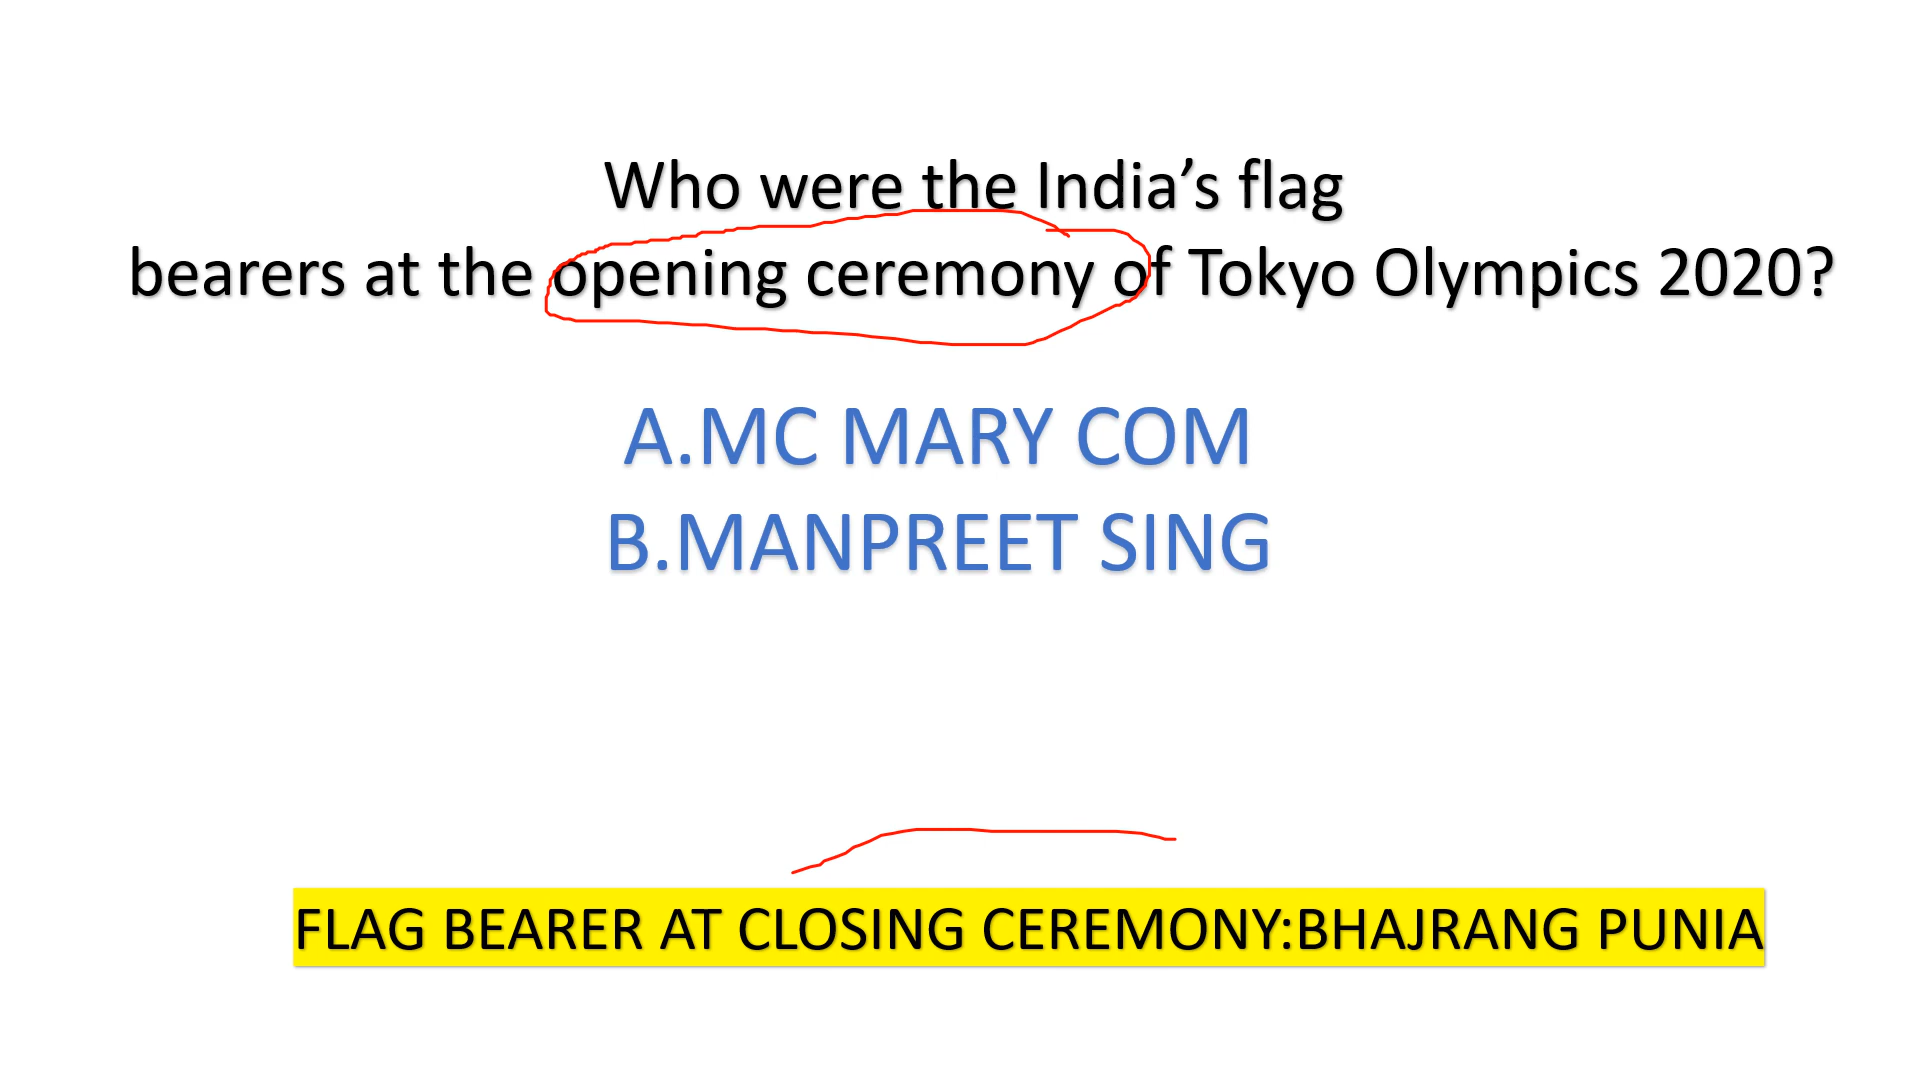 Who were the India’s flag
bearers at the opening ceremony of Tokyo Olympics 2020?
A.MC MARY COM
B.MANPREET SING
FLAG BEARER AT CLOSING CEREMONY:BHAJRANG PUNIA